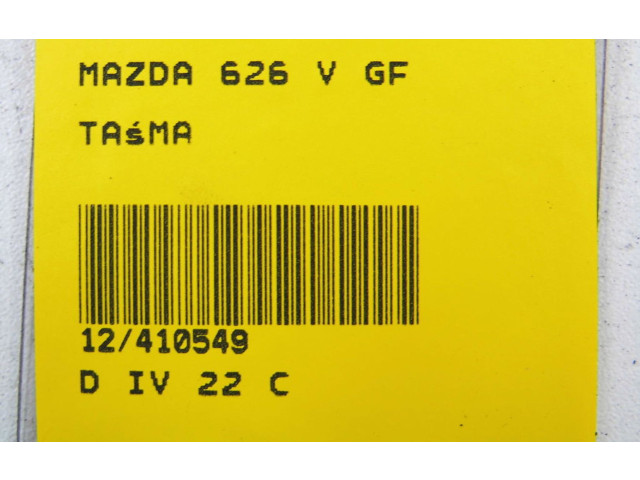 MAZDA 626 V GF
TAśMA
12/410549
D IV 22 C